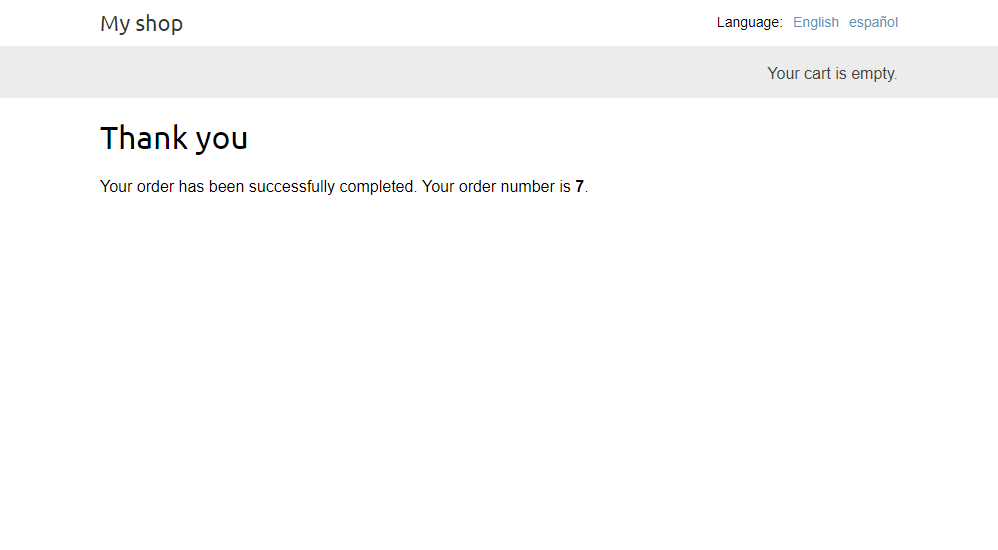 My shop
Language: English español
Your cart is empty.
Thank you
Your order has been successfully completed. Your order number is 7.